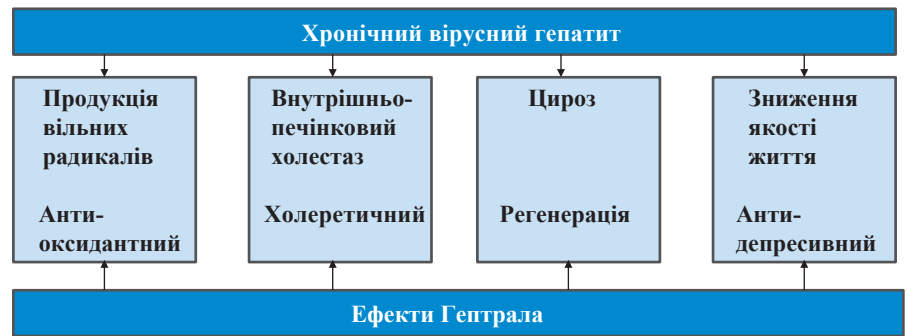 Хронічний вірусний гепатит
Продукція
вільних
радикалів
Анти-
оксидантний
Внутрішньо-
печінковий
холестаз
Холеретичний
Цироз
Регенерація
Зниження
якості
життя
Анти-
депресивний
Ефекти Гептрала